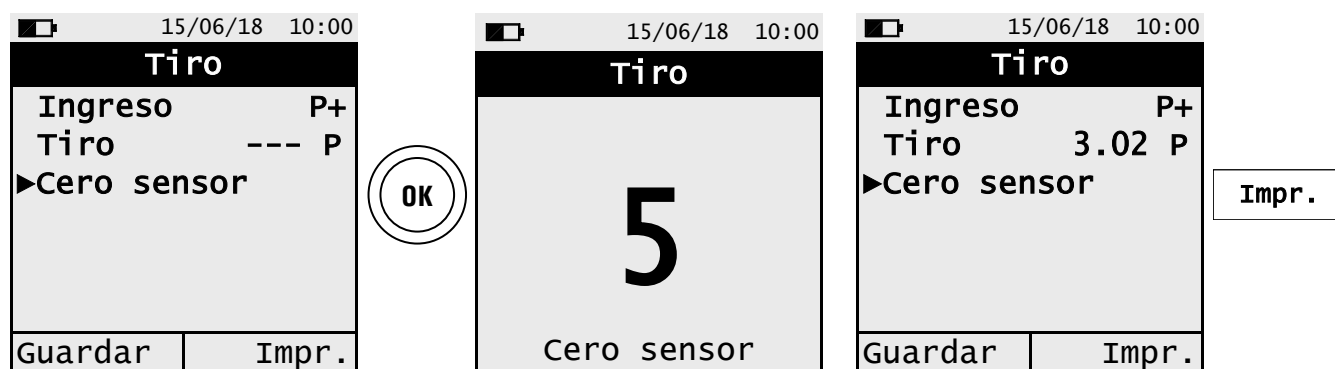 15/06/18 10:00
Tiro
Ingreso P+
Tiro --- P
▶Cero sensor
Guardar Impr.
OK
15/06/18 10:00
Tiro
5
Cero sensor
15/06/18 10:00
Tiro
Ingreso P+
Tiro 3.02 P
▶Cero sensor
Guardar Impr.
Impr.